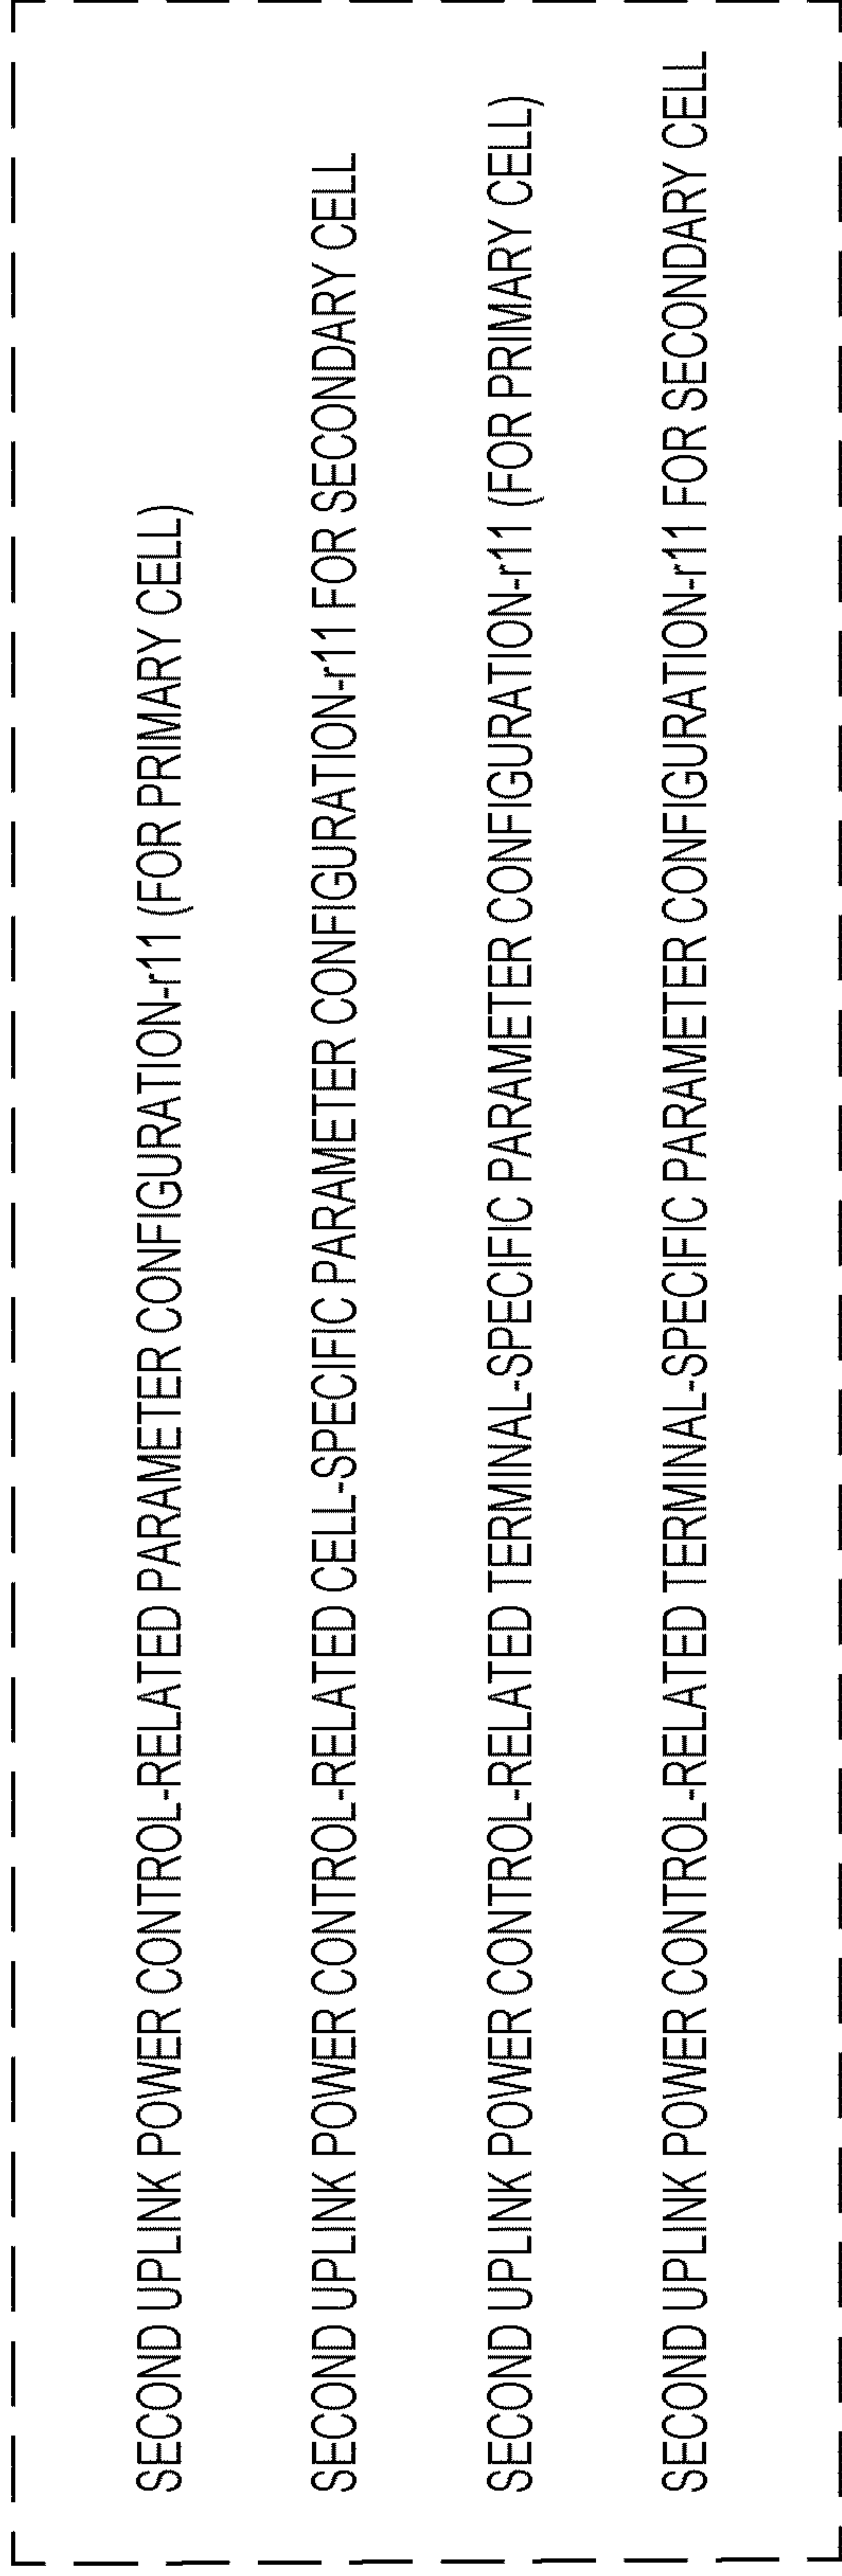 SECOND UPLINK POWER CONTROL-RELATED PARAMETER CONFIGURATION-r11 (FOR PRIMARY CELL)
SECOND UPLINK POWER CONTROL-RELATED CELL-SPECIFIC PARAMETER CONFIGURATION-r11 FOR SECONDARY CELL
SECOND UPLINK POWER CONTROL-RELATED TERMINAL-SPECIFIC PARAMETER CONFIGURATION-r11 (FOR PRIMARY CELL)
SECOND UPLINK POWER CONTROL-RELATED TERMINAL-SPECIFIC PARAMETER CONFIGURATION-r11 FOR SECONDARY CELL